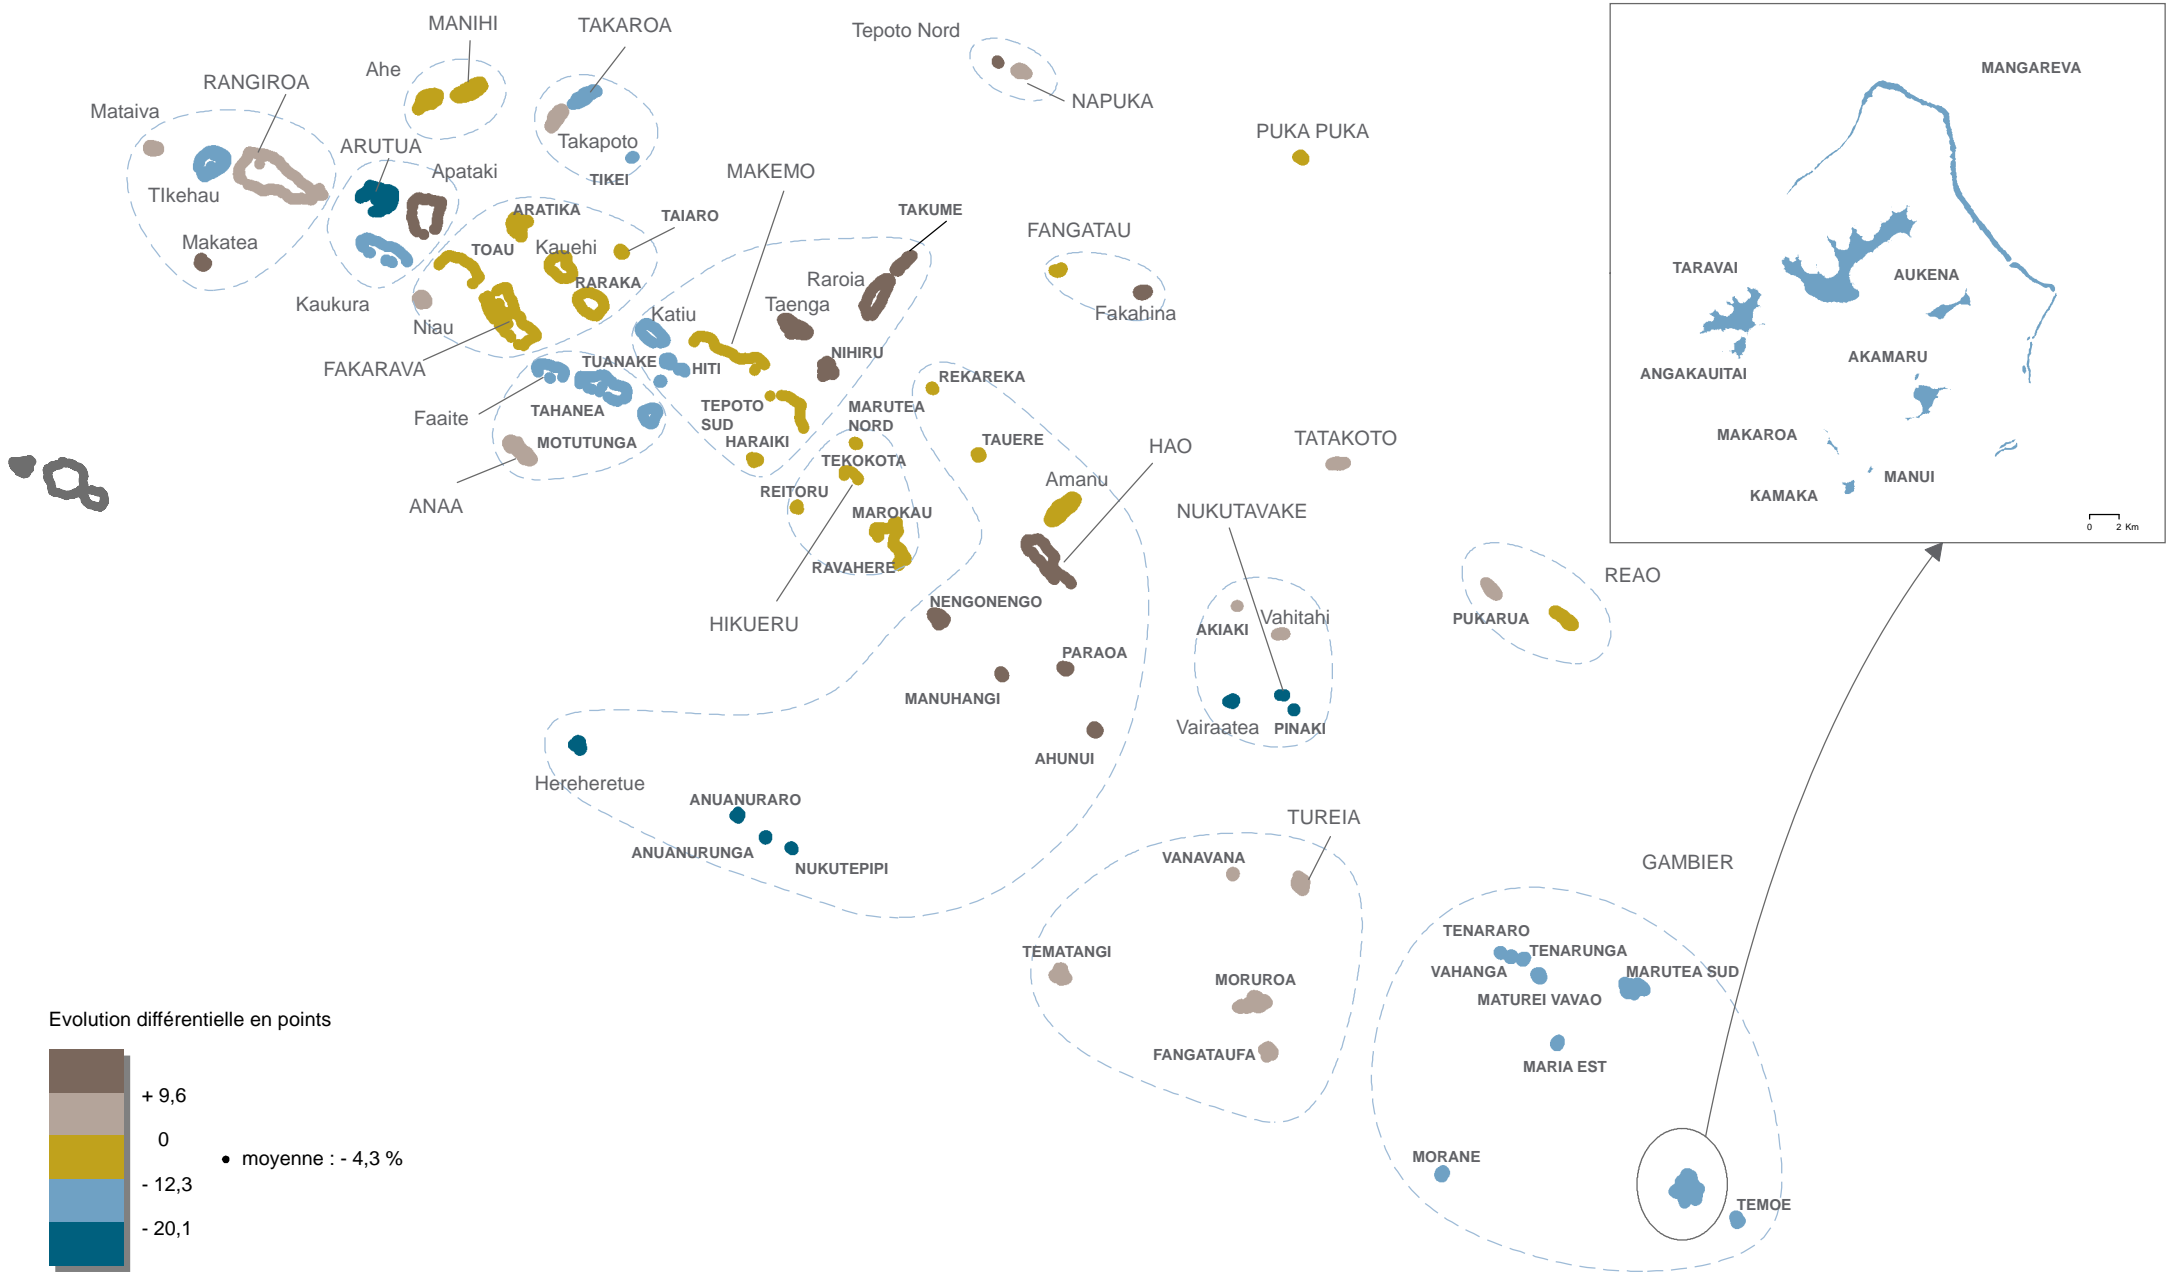 MANIHI
TAKAROA
Tepoto Nord
Ahe
RANGIROA
NAPUKA
MANGAREVA
Mataiva
ARUTUA
Takapoto
PUKA PUKA
Apataki
MAKEMO
TIKEI
TIkehau
ARATIKA
TAIARO
TAKUME
FANGATAU
Makatea
TOAU
Kauehi
Raroia
TARAVAI
AUKENA
RARAKA
Kaukura
Niau
Katiu
Taenga
Fakahina
NIHIRU
AKAMARU
FAKARAVA
TUANAKE
HITI
REKAREKA
ANGAKAUITAI
Faaite
TAHANEA
TEPOTO
SUD
MARUTEA
NORD
MOTUTUNGA
HARAIKI
TAUERE
HAO
TATAKOTO
MAKAROA
TEKOKOTA
MANUI
ANAA
REITORU
Amanu
KAMAKA
MAROKAU
NUKUTAVAKE
0 2 Km
RAVAHERE
REAO
NENGONENGO
HIKUERU
AKIAKI
Vahitahi
PUKARUA
PARAOA
MANUHANGI
Vairaatea
PINAKI
AHUNUI
Hereheretue
ANUANURARO
TUREIA
ANUANURUNGA
NUKUTEPIPI
VANAVANA
GAMBIER
TENARARO
TEMATANGI
TENARUNGA
VAHANGA
MARUTEA SUD
MORUROA
MATUREI VAVAO
FANGATAUFA
MARIA EST
MORANE
TEMOE
Evolution différentielle en points
+ 9,6
0
moyenne : - 4,3 %
- 12,3
- 20,1